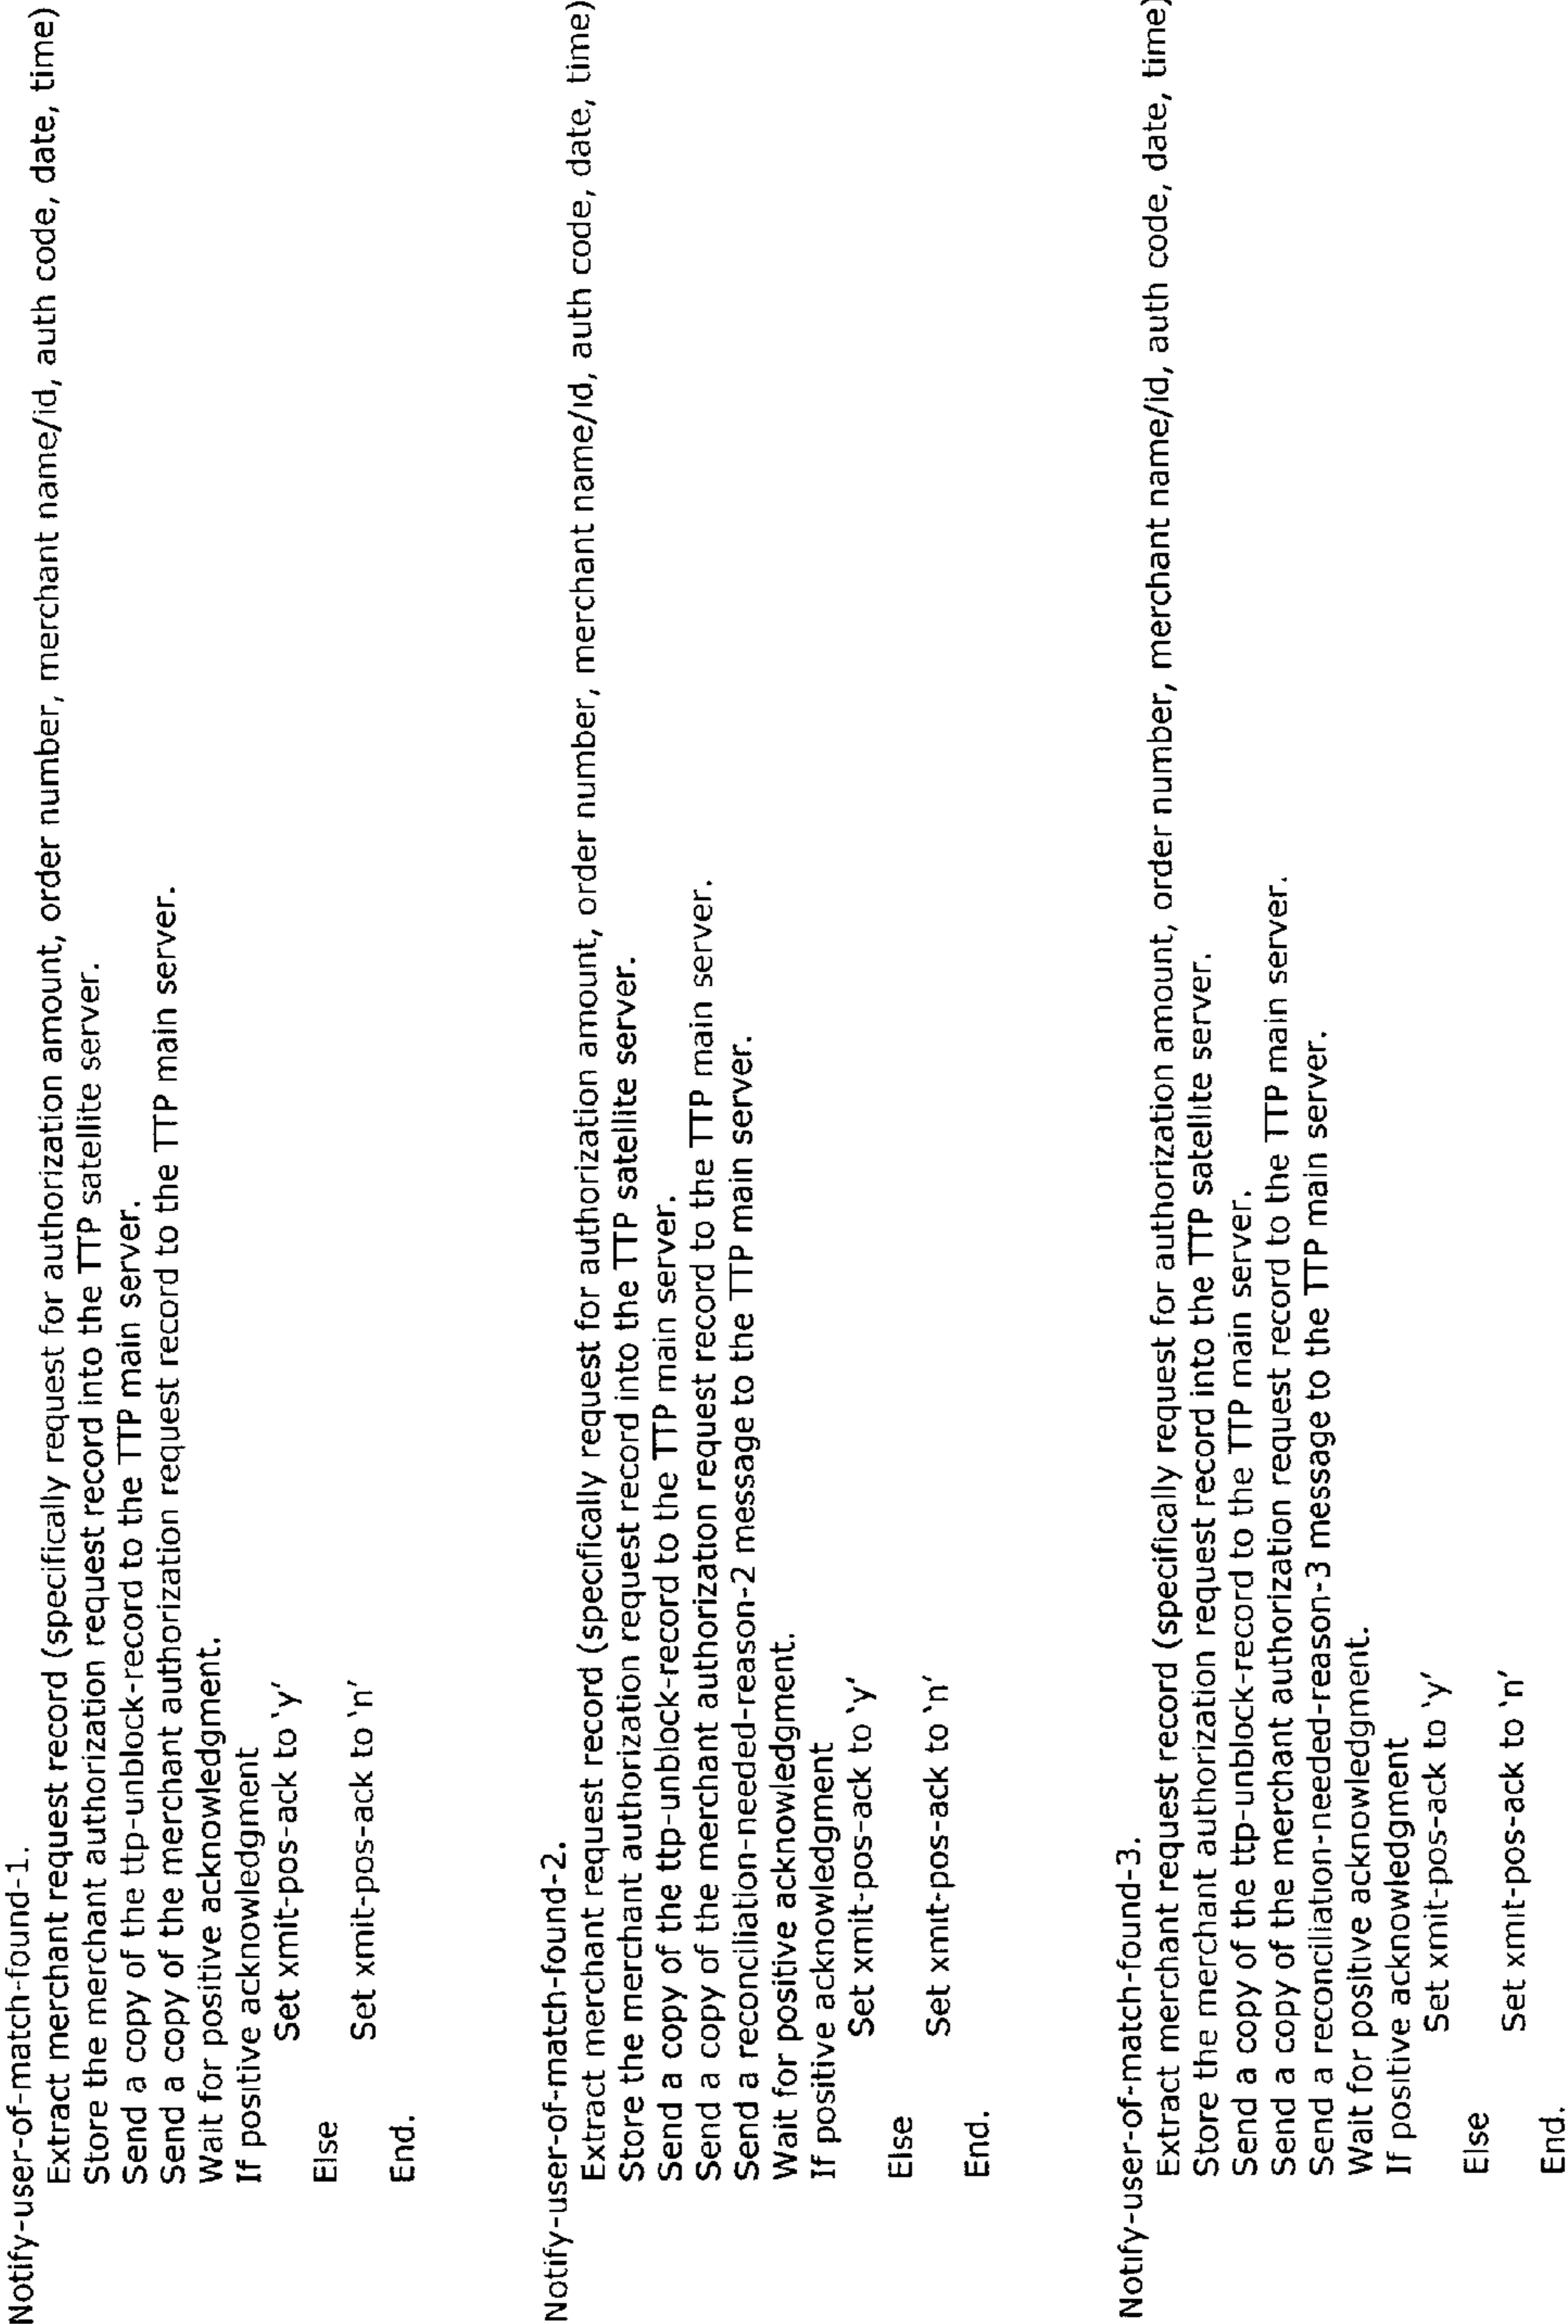 Notify-user-of-match-found-1.
Extract merchant request record (specifically request for authorization amount, order number, merchant name/id, auth code, date, time)
Store the merchant authorization request record into the TTP satellite server.
Send a copy of the ttp-unblock-record to the TTP main server.
Send a copy of the merchant authorization request record to the TTP main server.
Wait for positive acknowledgment.
If positive acknowledgment
Set xmit-pos-ack to ‘y’
Else
Set xmit-pos-ack to ‘n’
End.
Notify-user-of-match-found-2.
Extract merchant request record (specifically request for authorization amount, order number, merchant name/id, auth code, date, time)
Store the merchant authorization request record into the TTP satellite server.
Send a copy of the ttp-unblock-record to the TTP main server.
Send a copy of the merchant authorization request record to the TTP main server.
Send a reconciliation-needed-reason-2 message to the TTP main server.
Wait for positive acknowledgment.
If positive acknowledgment
Set xmit-pos-ack to ‘y’
Else
Set xmit-pos-ack to ‘n’
End.
Notify-user-of-match-found-3.
Extract merchant request record (specifically request for authorization amount, order number, merchant name/id, auth code, date, time)
Store the merchant authorization request record into the TTP satellite server.
Send a copy of the ttp-unblock-record to the TTP main server.
Send a copy of the merchant authorization request record to the TTP main server.
Send a reconciliation-needed-reason-3 message to the TTP main server.
Wait for positive acknowledgment.
If positive acknowledgment
Set xmit-pos-ack to ‘y’
Else
Set xmit-pos-ack to ‘n’
End.